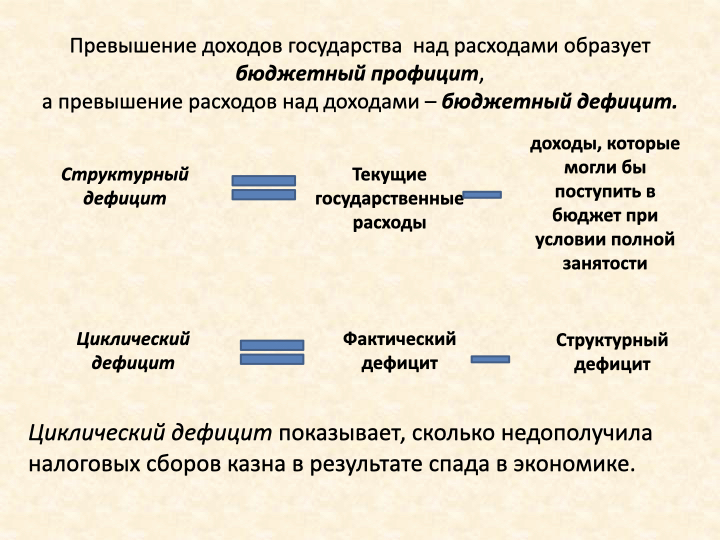 Превышение доходов государства  над расходами образует
бюджетный профицит,
а превышение расходов над доходами – бюджетный дефицит.
Структурный
дефицит
Текущие
государственные
расходы
доходы, которые
могли бы
поступить в
бюджет при
условии полной
занятости
Циклический
дефицит
Фактический
дефицит
Структурный
дефицит
Циклический дефицит показывает, сколько недополучила
налоговых сборов казна в результате спада в экономике.